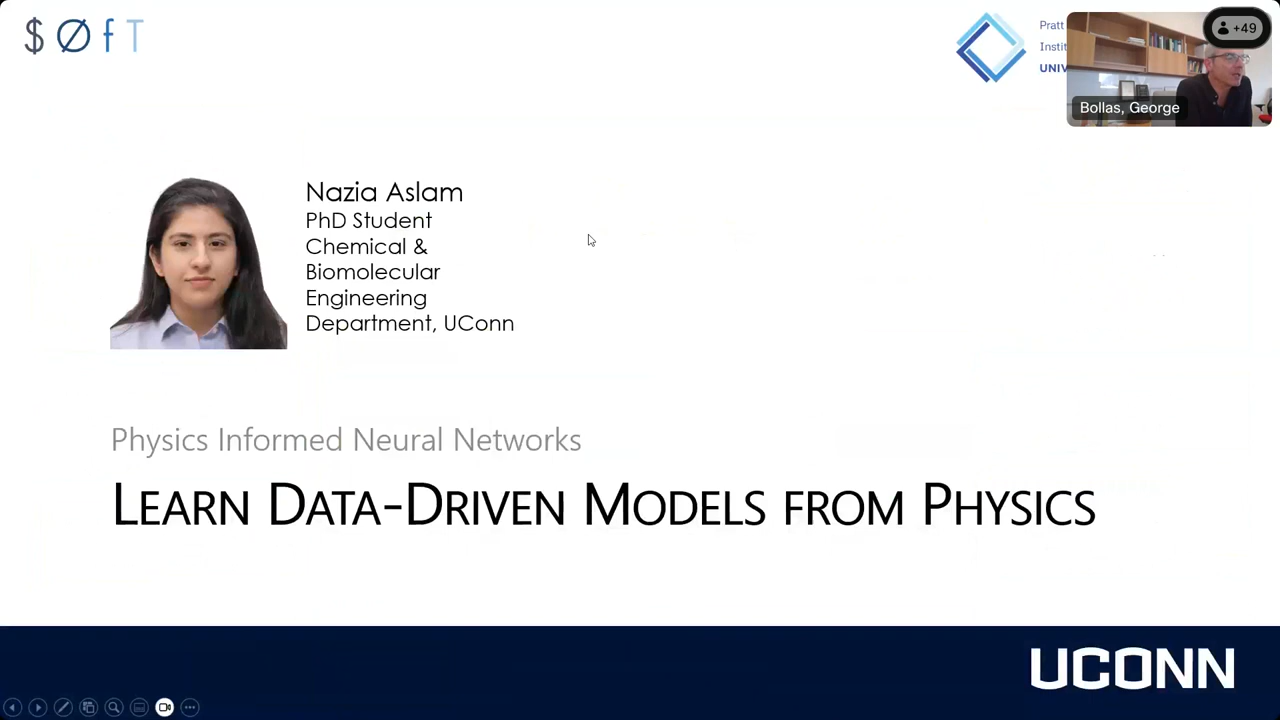 $ØfT
Pratt
Instit
UNIV
+49
Bollas, George
Nazia Aslam
PhD Student
Chemical &
Biomolecular
Engineering
Department, UConn
Physics Informed Neural Networks
LEARN DATA-DRIVEN MODELS FROM PHYSICS
UCONN